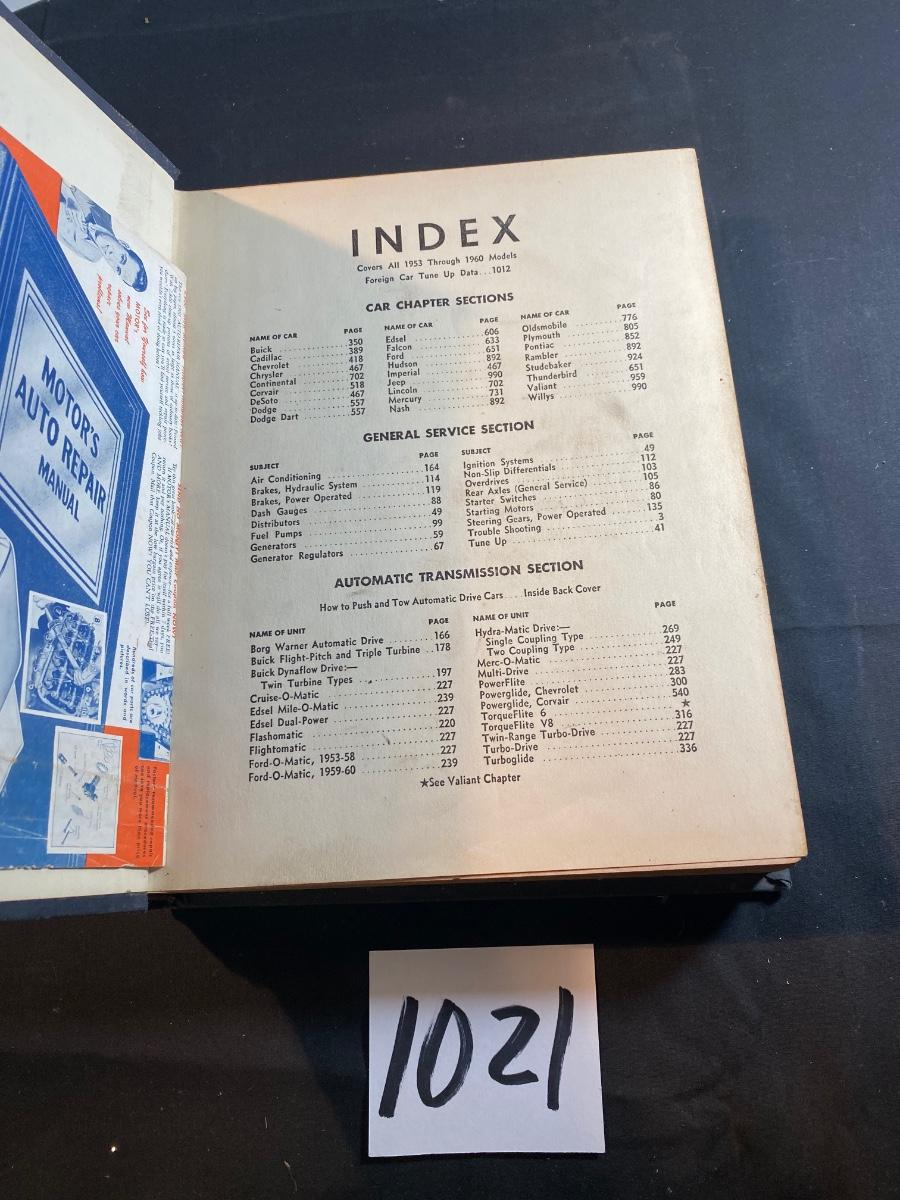 INDEX
Covers All 1953 Through 1960 Models
Foreign Car Tune Up Data...1012
CAR CHAPTER SECTIONS
NAME OF CAR PAGE
Buick 350
Cadillac 389
Chevrolet 418
Chrysler 467
Continental 702
Corvair 518
DeSoto 467
Dodge 557
Dodge Dart 557
NAME OF CAR PAGE
Edsel 606
Falcon 633
Ford 651
Hudson 892
Imperial 467
Jeep 990
Lincoln 702
Mercury 731
Nash 892
NAME OF CAR PAGE
Oldsmobile 776
Plymouth 805
Pontiac 852
Rambler 892
Studebaker 924
Thunderbird 651
Valiant 959
Willys 990
GENERAL SERVICE SECTION
SUBJECT PAGE
Air Conditioning 164
Brakes, Hydraulic System 114
Brakes, Power Operated 119
Dash Gauges 88
Distributors 49
Fuel Pumps 99
Generators 59
Generator Regulators 67
SUBJECT PAGE
Ignition Systems 49
Non-Slip Differentials 112
Overdrives 103
Rear Axles (General Service) 105
Starter Switches 86
Starting Motors 80
Steering Gears, Power Operated 135
Trouble Shooting 3
Tune Up 41
AUTOMATIC TRANSMISSION SECTION
How to Push and Tow Automatic Drive Cars....Inside Back Cover
NAME OF UNIT PAGE
Borg Warner Automatic Drive 166
Buick Flight-Pitch and Triple Turbine 178
Buick Dynaflow Drive:—
Twin Turbine Types 197
Cruise-O-Matic 227
Edsel Mile-O-Matic 239
Edsel Dual-Power 227
Flashomatic 220
Flightomatic 227
Ford-O-Matic, 1953-58 227
Ford-O-Matic, 1959-60 239
NAME OF UNIT PAGE
Hydra-Matic Drive:—
Single Coupling Type 269
Two Coupling Type 249
Merc-O-Matic 227
Multi-Drive 227
PowerFlite 283
Powerglide, Chevrolet 300
Powerglide, Corvair 540
TorqueFlite 6 ★
TorqueFlite V8 316
Twin-Range Turbo-Drive 227
Turbo-Drive 227
Turboglide 336
★See Valiant Chapter
MOTOR'S
AUTO REPAIR
MANUAL
1021